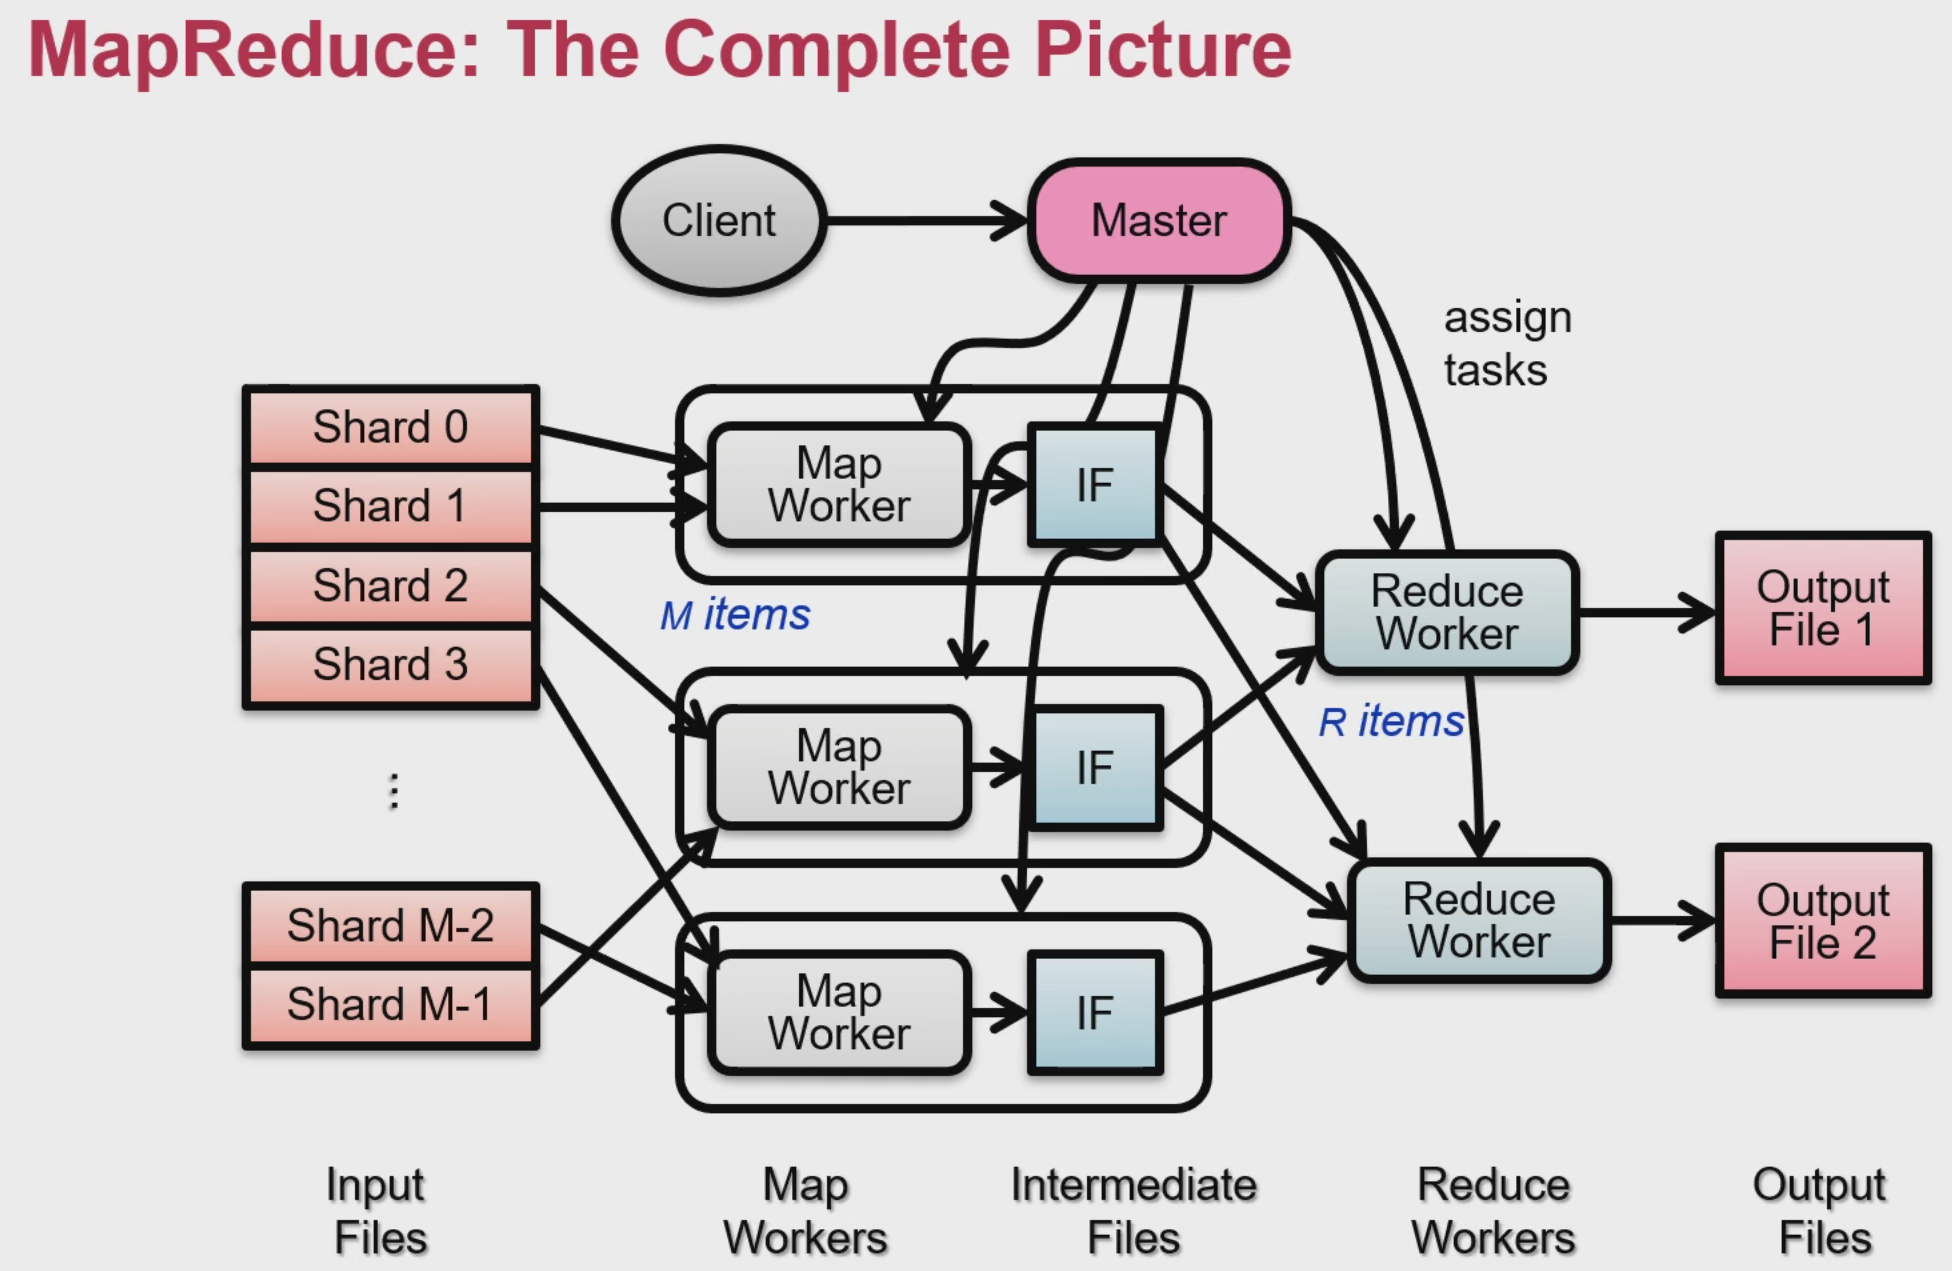 MapReduce: The Complete Picture
Client
Master
assign
tasks
Shard 0
Shard 1
Shard 2
Shard 3
...
Shard M-2
Shard M-1
Map
Worker
IF
M items
Map
Worker
IF
Map
Worker
IF
Reduce
Worker
R items
Reduce
Worker
Output
File 1
Output
File 2
Input
Files
Map
Workers
Intermediate
Files
Reduce
Workers
Output
Files